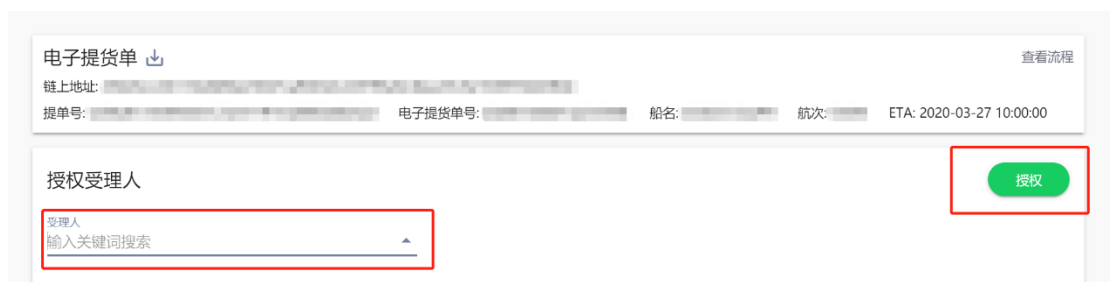 电子提货单
查看流程
链上地址:
提单号: 电子提货单号: 船名: 航次: ETA: 2020-03-27 10:00:00
授权受理人
授权
受理人
输入关键词搜索